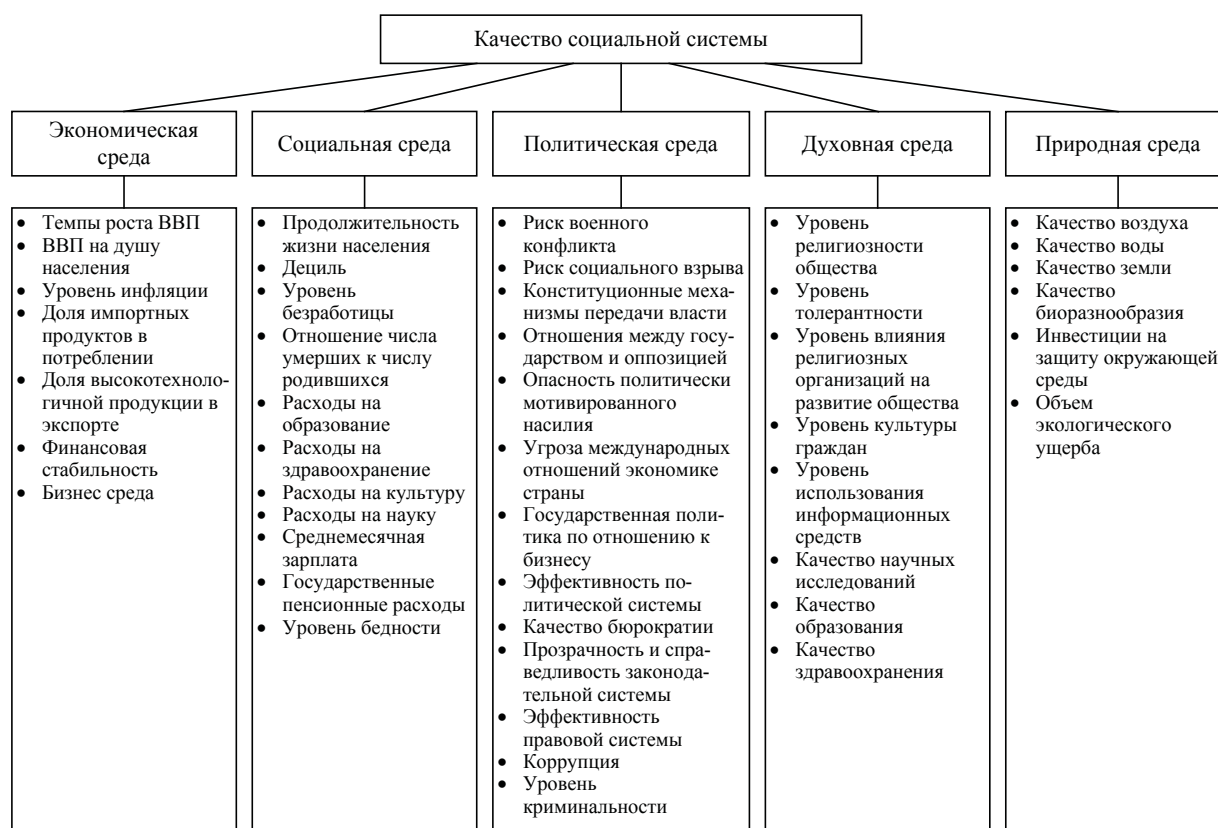 Качество социальной системы
Экономическая
среда
Социальная среда
Политическая среда
Духовная среда
Природная среда
• Темпы роста ВВП
• ВВП на душу
населения
• Уровень инфляции
• Доля импортных
продуктов в
потреблении
• Доля высокотехноло-
гичной продукции в
экспорте
• Финансовая
стабильность
• Бизнес среда
• Продолжительность
жизни населения
• Дециль
• Уровень
безработицы
• Отношение числа
умерших к числу
родившихся
• Расходы на
образование
• Расходы на
здравоохранение
• Расходы на культуру
• Расходы на науку
• Среднемесячная
зарплата
• Государственные
пенсионные расходы
• Уровень бедности
• Риск военного
конфликта
• Риск социального взрыва
• Конституционные меха-
низмы передачи власти
• Отношения между госу-
дарством и оппозицией
• Опасность политически
мотивированного
насилия
• Угроза международных
отношений экономике
страны
• Государственная поли-
тика по отношению к
бизнесу
• Эффективность по-
литической системы
• Качество бюрократии
• Прозрачность и спра-
ведливость законода-
тельной системы
• Эффективность
правовой системы
• Коррупция
• Уровень
криминальности
• Уровень
религиозности
общества
• Уровень
толерантности
• Уровень влияния
религиозных
организаций на
развитие общества
• Уровень культуры
граждан
• Уровень
использования
информационных
средств
• Качество научных
исследований
• Качество
образования
• Качество
здравоохранения
• Качество воздуха
• Качество воды
• Качество земли
• Качество
биоразнообразия
• Инвестиции на
защиту окружающей
среды
• Объем
экологического
ущерба